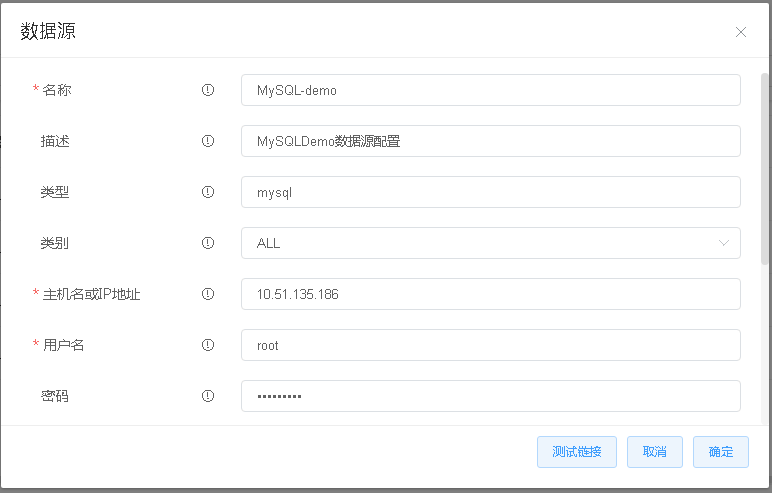 数据源
* 名称 MySQL-demo
描述 MySQLDemo数据源配置
类型 mysql
类别 ALL
* 主机名或IP地址 10.51.135.186
* 用户名 root
密码 •••••••••
测试链接 取消 确定